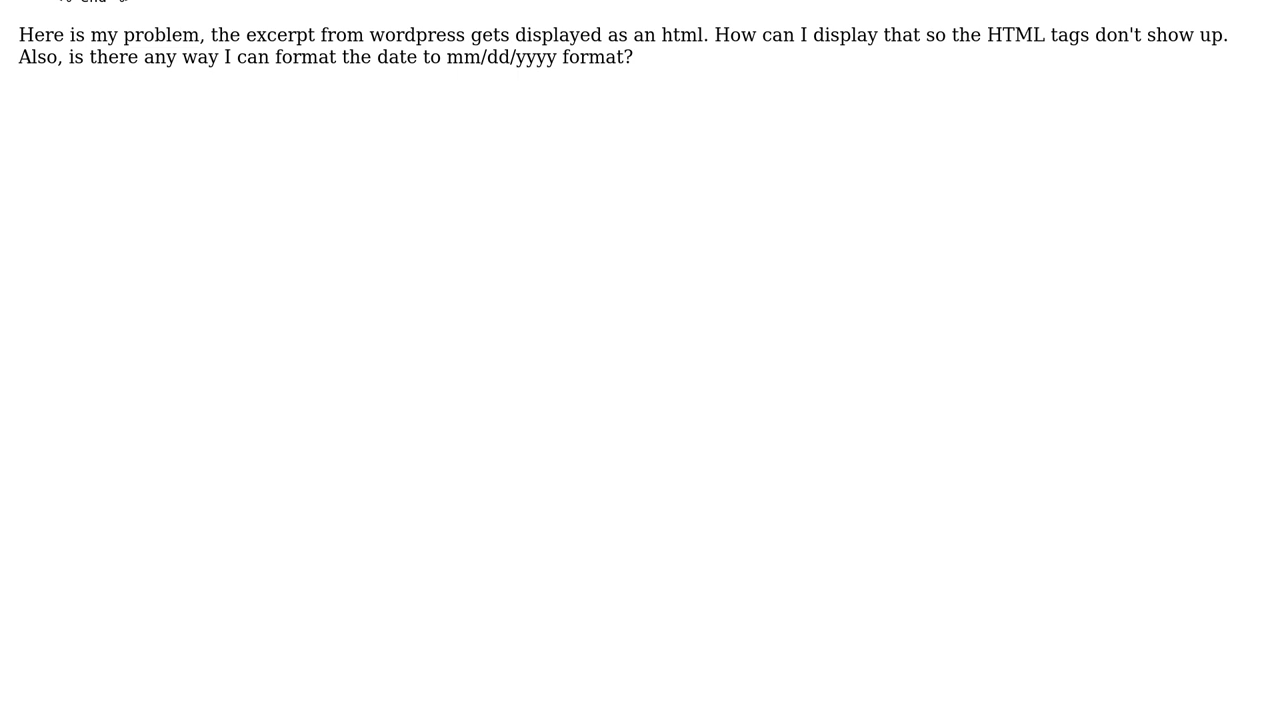 Here is my problem, the excerpt from wordpress gets displayed as an html. How can I display that so the HTML tags don't show up.
Also, is there any way I can format the date to mm/dd/yyyy format?